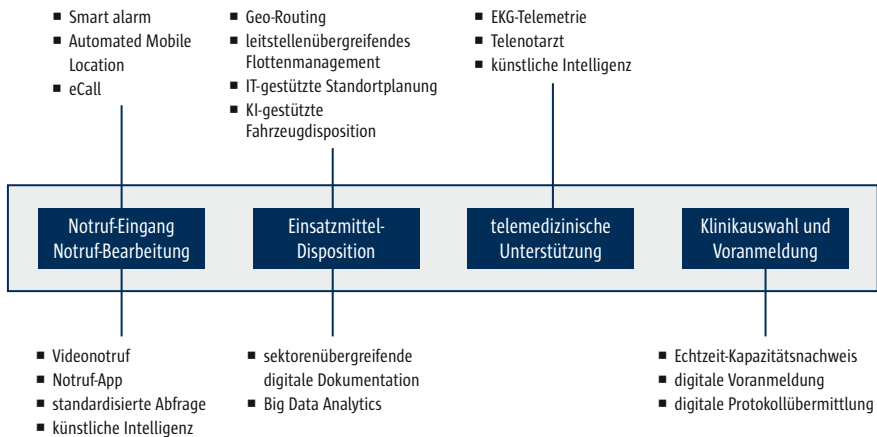 ■ Smart alarm
■ Automated Mobile
Location
■ eCall
■ Geo-Routing
■ leitstellenübergreifendes
Flottenmanagement
■ IT-gestützte Standortplanung
■ KI-gestützte
Fahrzeugdisposition
■ EKG-Telemetrie
■ Telenotarzt
■ künstliche Intelligenz
Notruf-Eingang
Notruf-Bearbeitung
Einsatzmittel-
Disposition
telemedizinische
Unterstützung
Klinikauswahl und
Voranmeldung
■ Videonotruf
■ Notruf-App
■ standardisierte Abfrage
■ künstliche Intelligenz
■ sektorenübergreifende
digitale Dokumentation
■ Big Data Analytics
■ Echtzeit-Kapazitätsnachweis
■ digitale Voranmeldung
■ digitale Protokollübermittlung